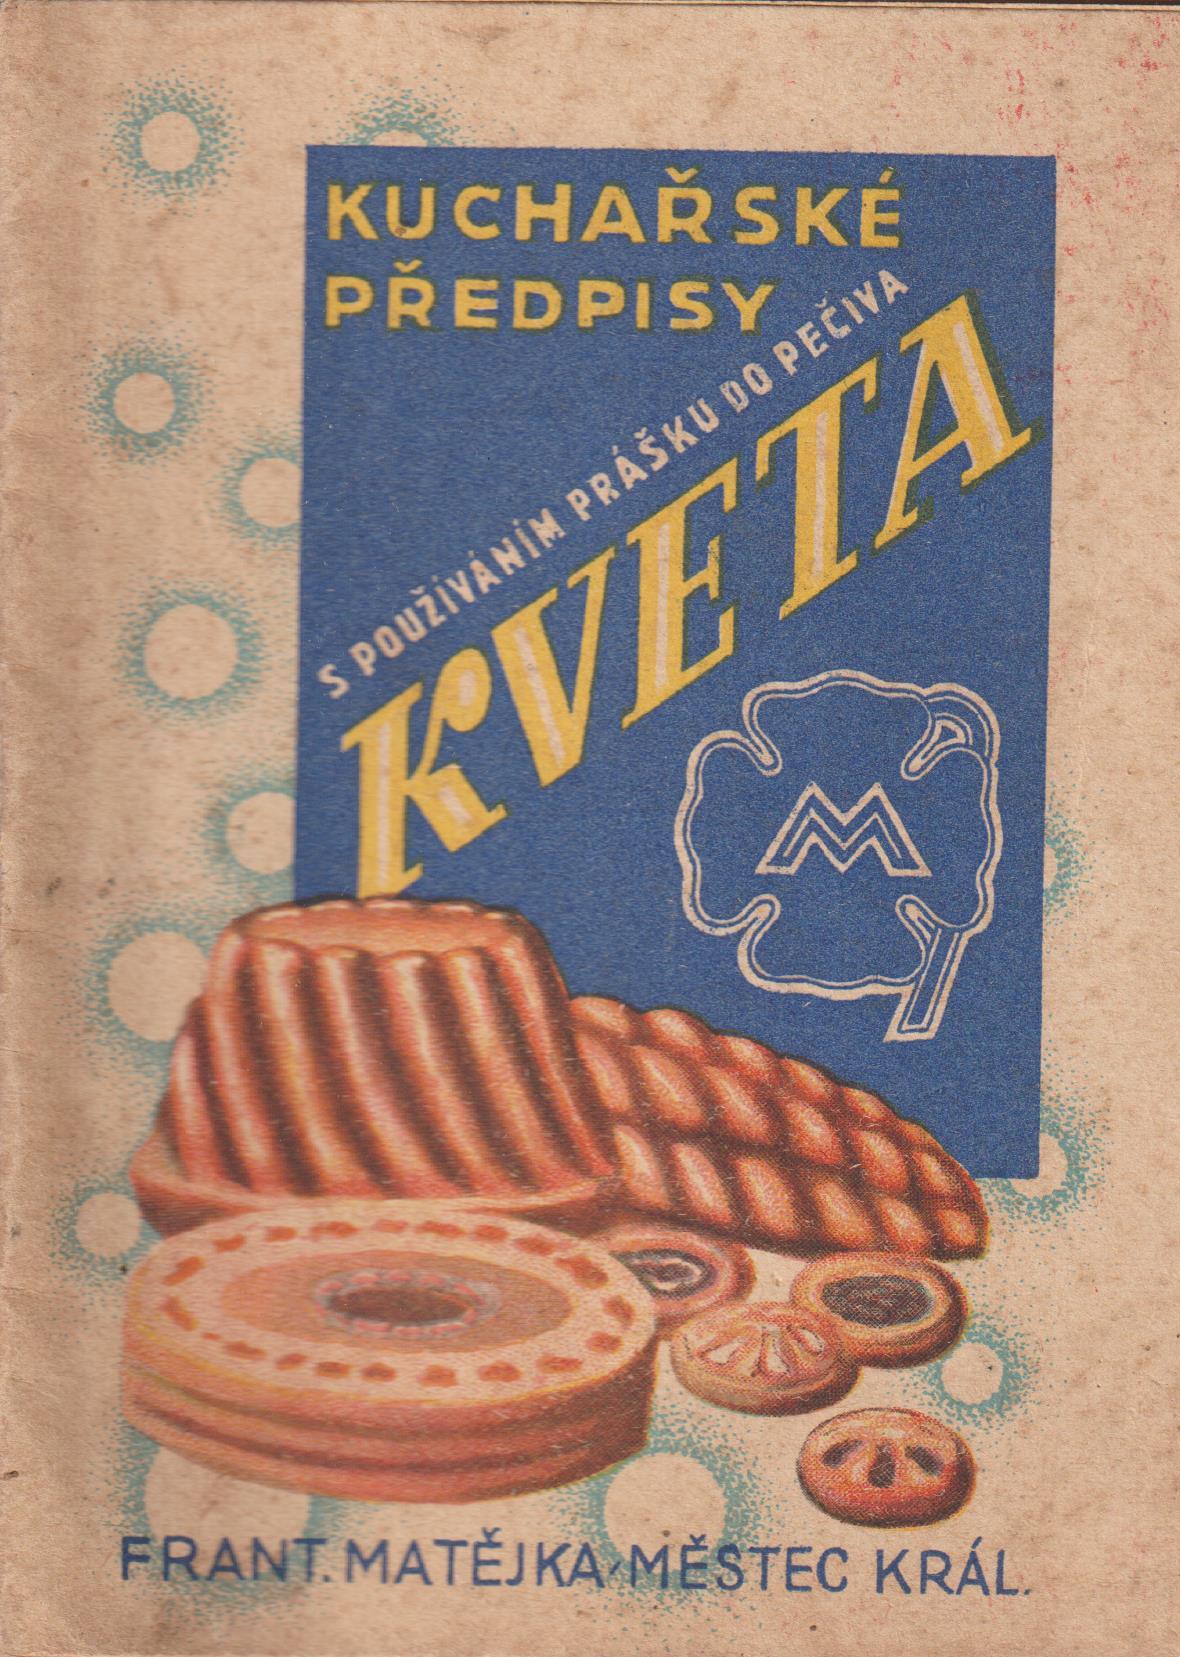 KUCHAŘSKÉ
PŘEDPISY
S POUŽÍVÁNÍM PRÁŠKU DO PEČIVA
KVETA
M
FRANT. MATĚJKA, MĚSTEC KRÁL.